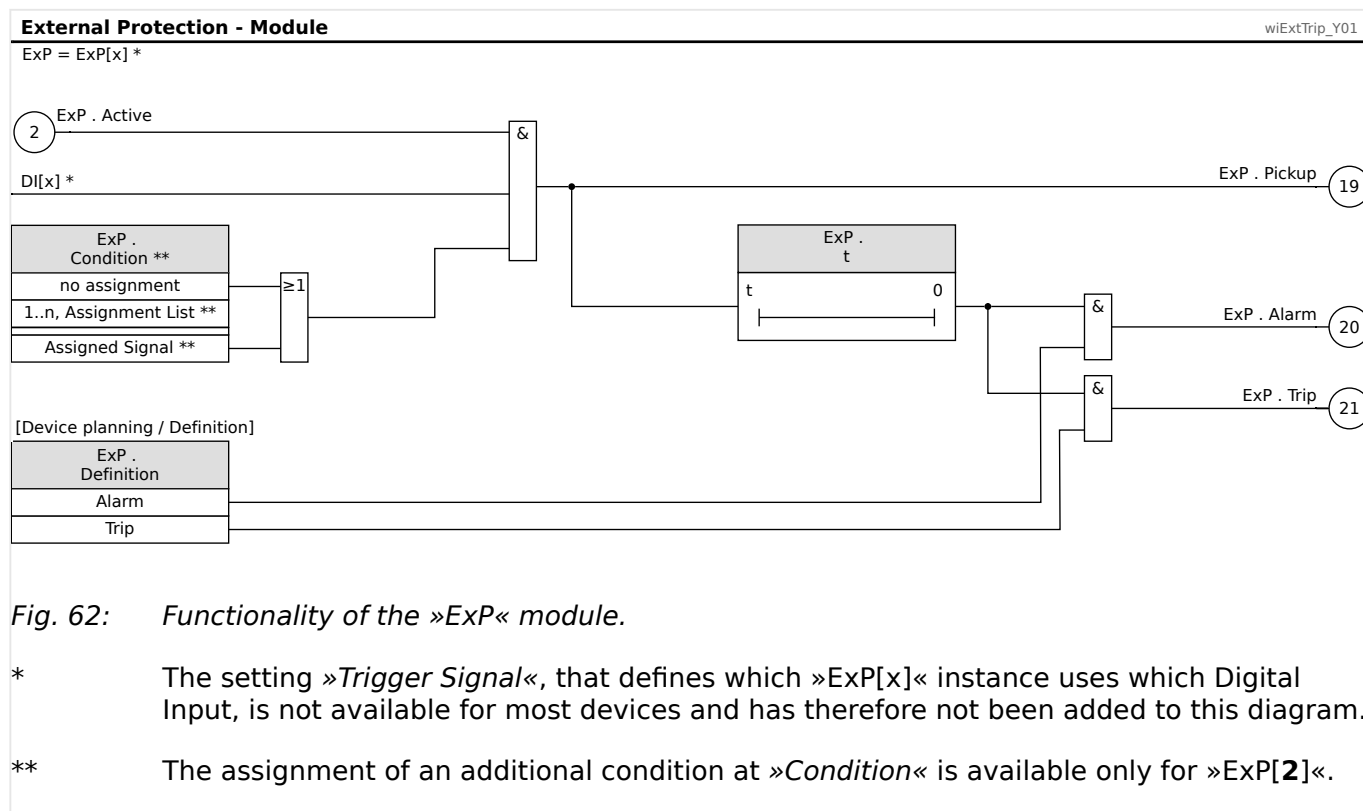 External Protection - Module
wiExtTrip_Y01
ExP = ExP[x] *
ExP . Active
2
&
DI[x] *
ExP . Pickup
19
ExP .
Condition **
no assignment
1..n, Assignment List **
Assigned Signal **
≥1
ExP .
t
t
0
&
ExP . Alarm
20
&
ExP . Trip
21
[Device planning / Definition]
ExP .
Definition
Alarm
Trip
Fig. 62: Functionality of the »ExP« module.
* The setting »Trigger Signal«, that defines which »ExP[x]« instance uses which Digital
Input, is not available for most devices and has therefore not been added to this diagram.
** The assignment of an additional condition at »Condition« is available only for »ExP[2]«.